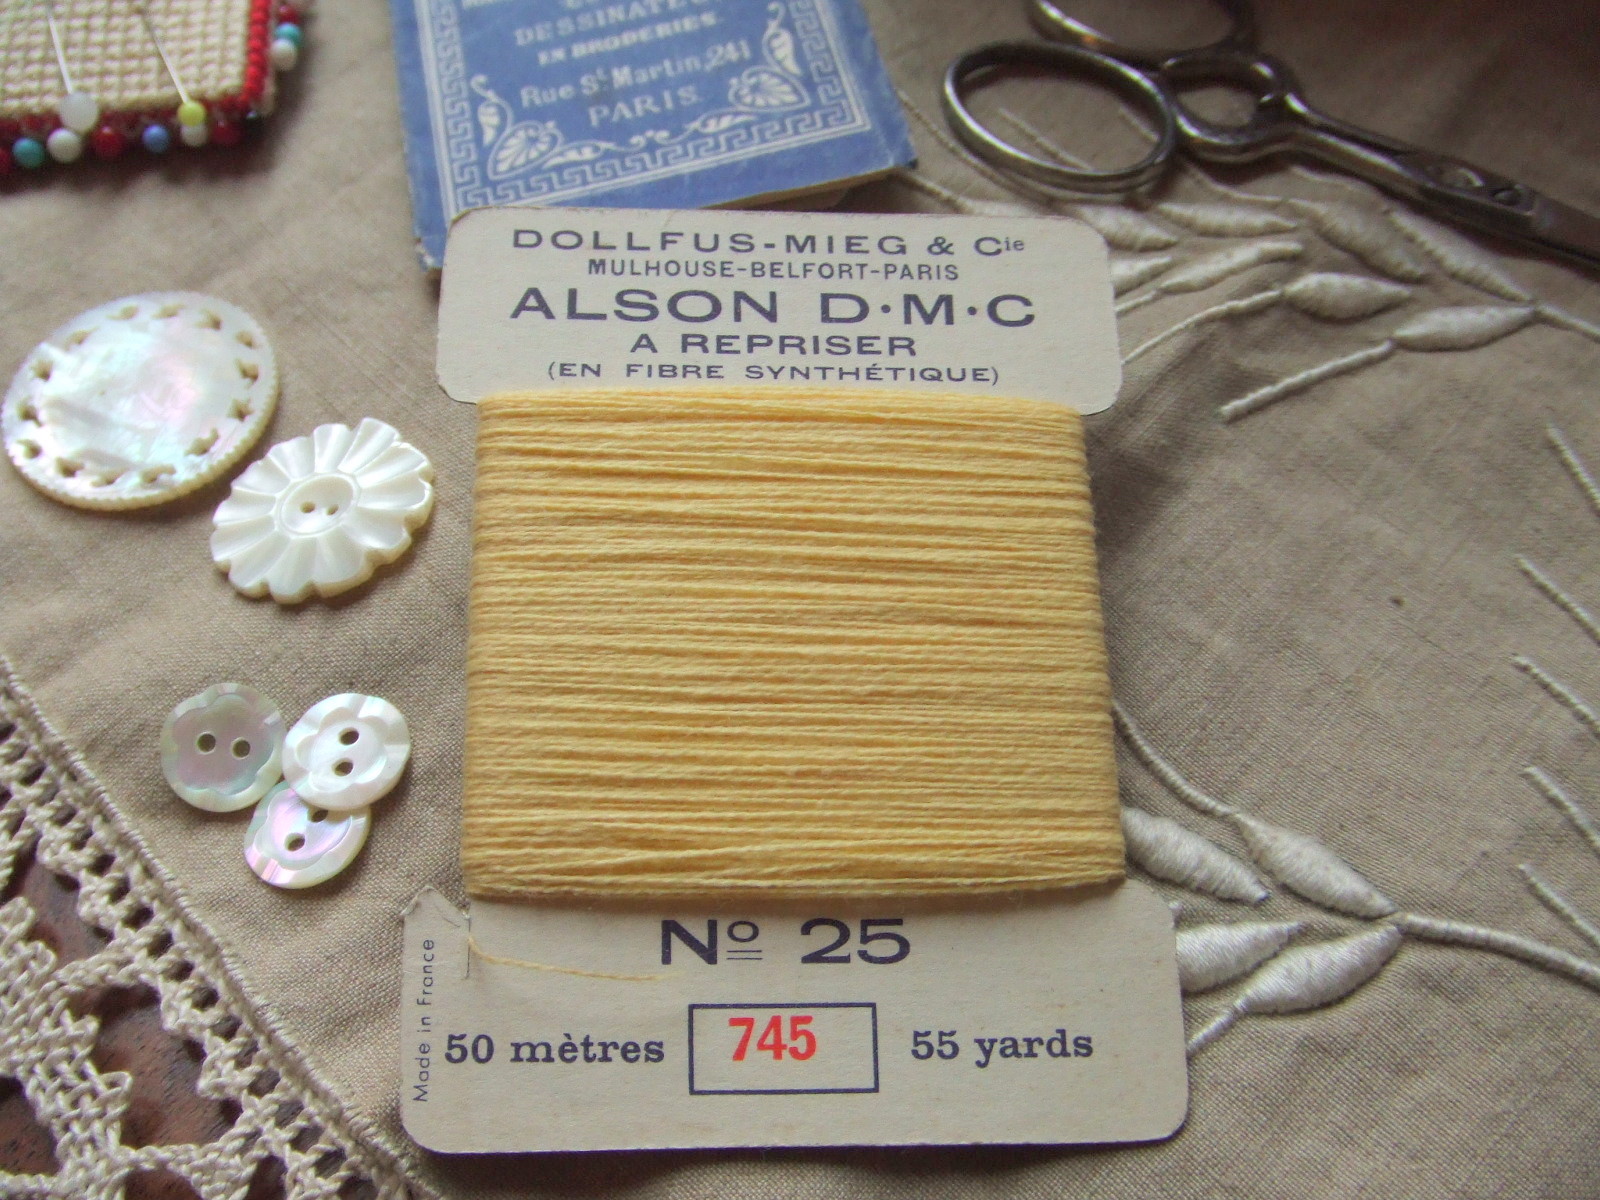 DESSINATEUR
EN BRODERIES.
Rue St. Martin, 241
PARIS.
DOLLFUS-MIEG & Cie
MULHOUSE-BELFORT-PARIS
ALSON D·M·C
A REPRISER
(EN FIBRE SYNTHÉTIQUE)
No 25
Made in France
50 mètres 745 55 yards